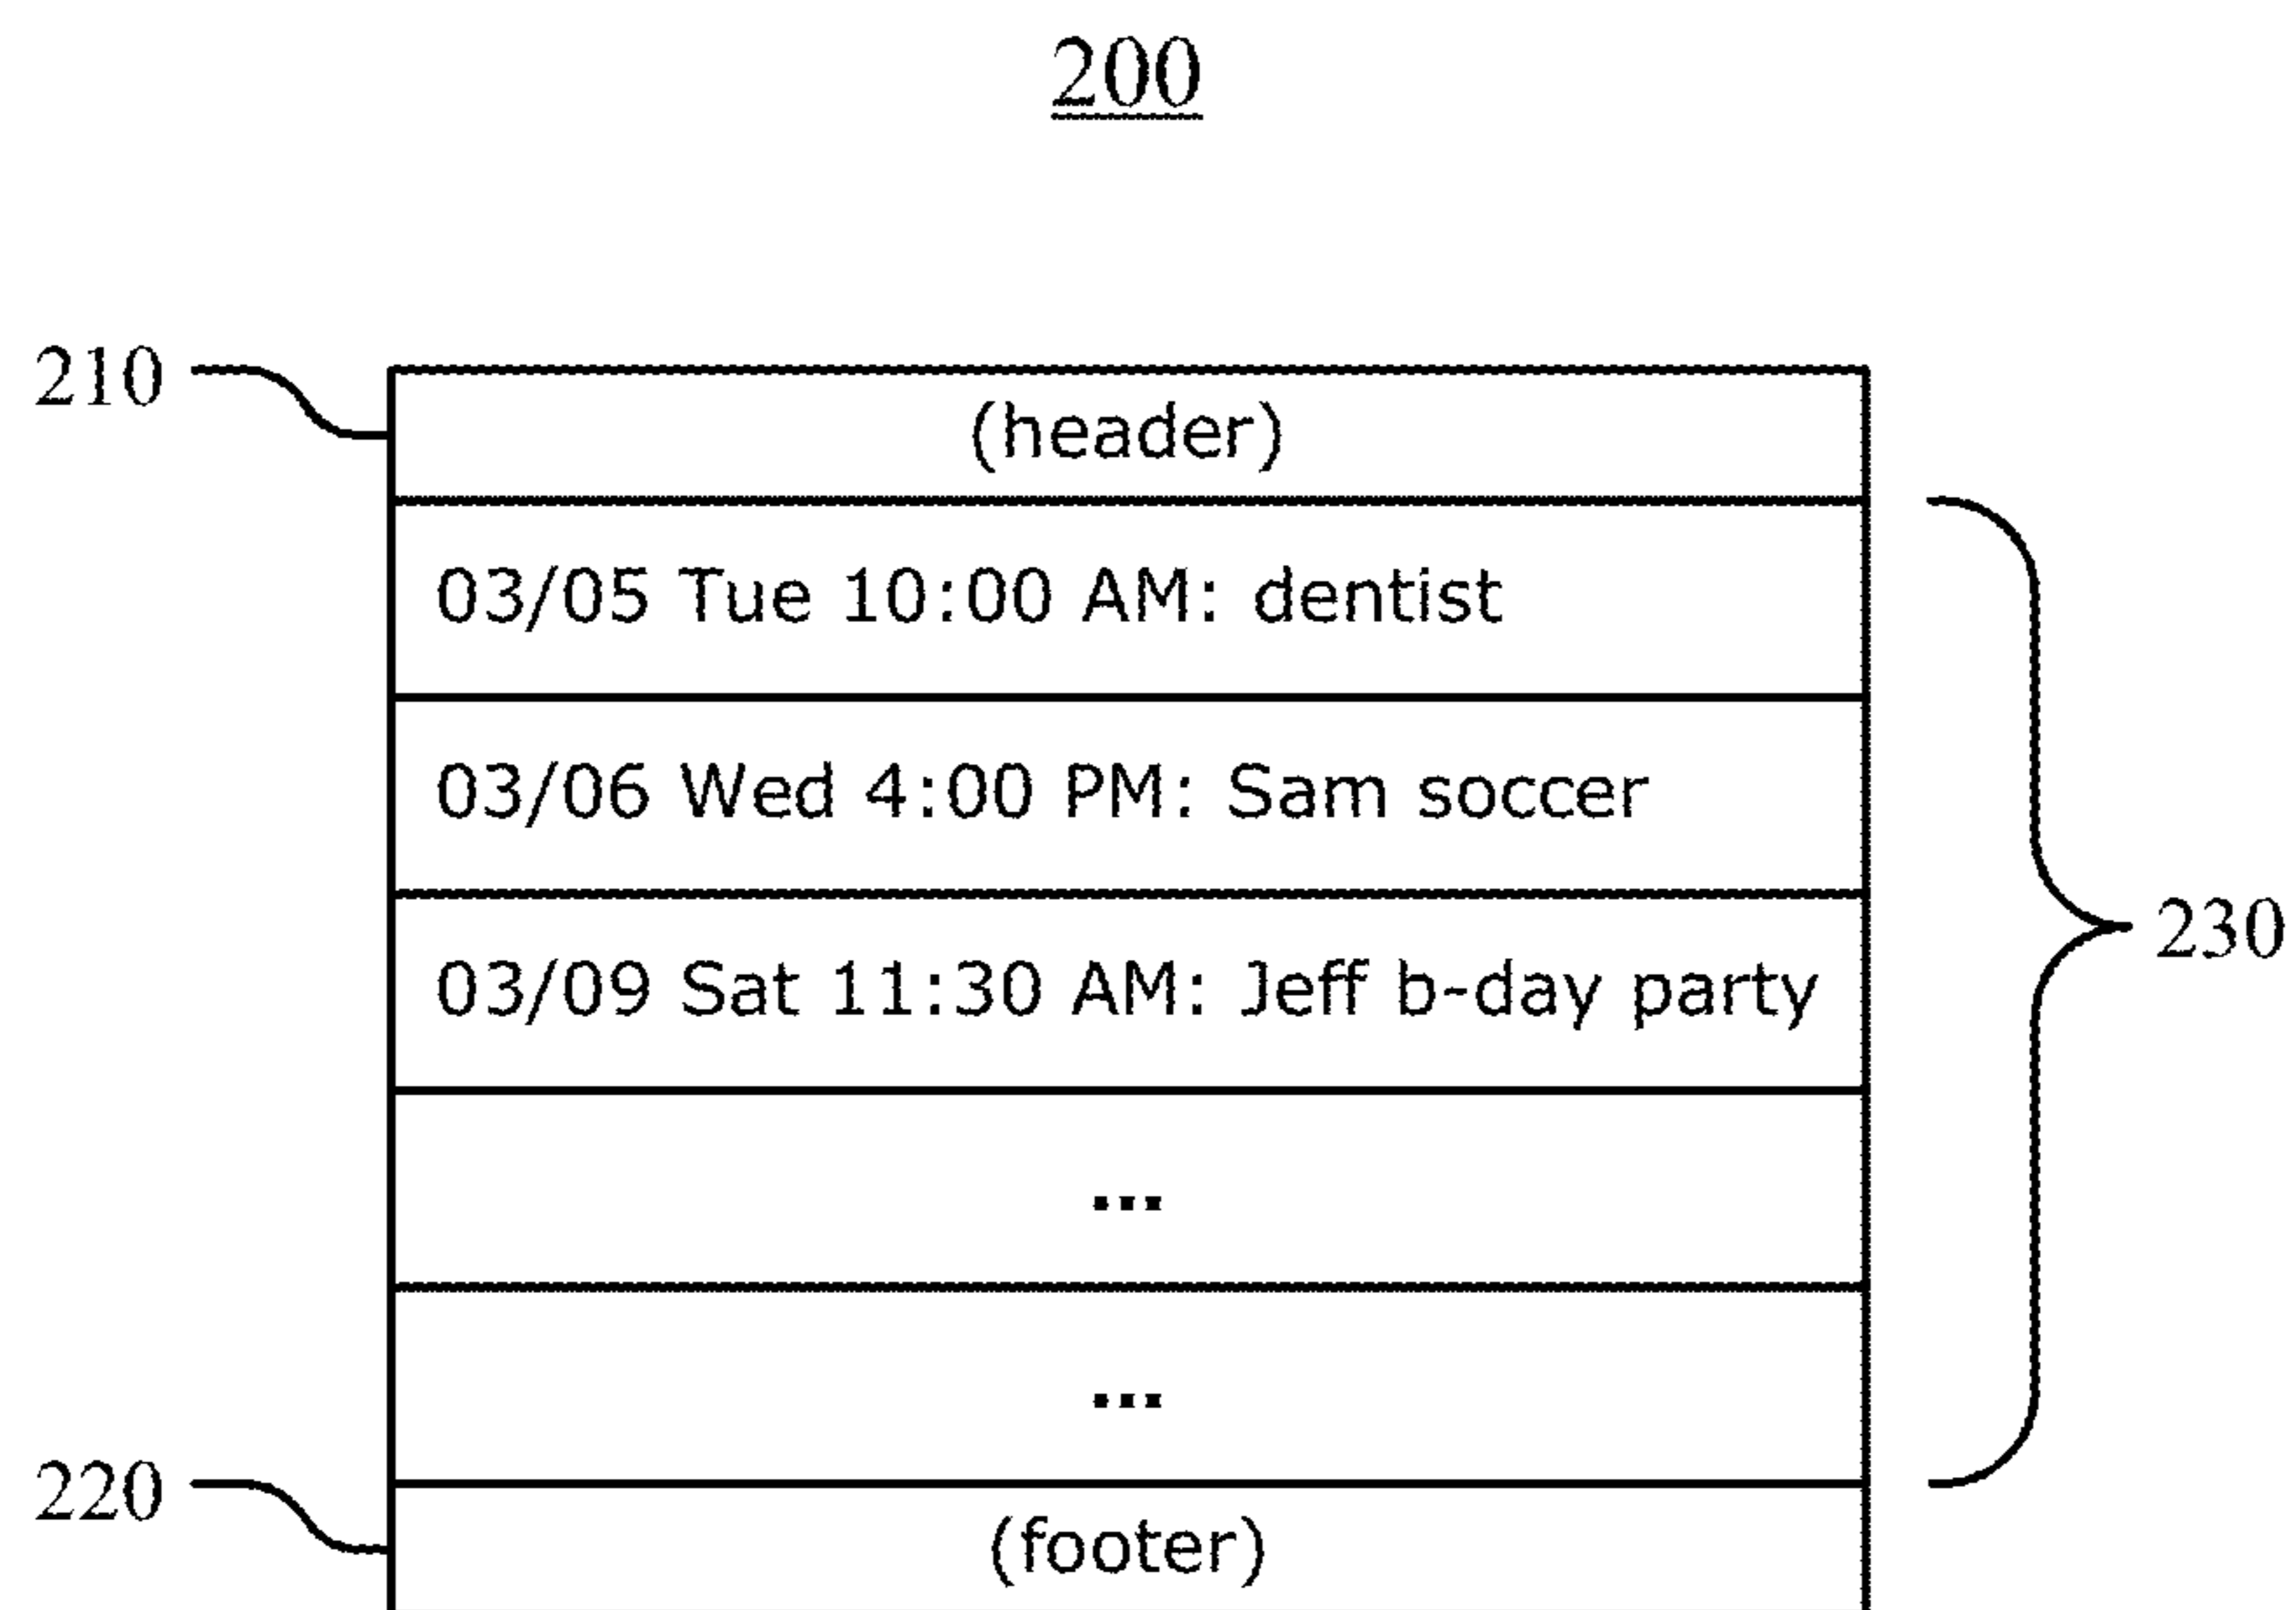 200
210
(header)
03/05 Tue 10:00 AM: dentist
03/06 Wed 4:00 PM: Sam soccer
03/09 Sat 11:30 AM: Jeff b-day party
230
...
...
220
(footer)